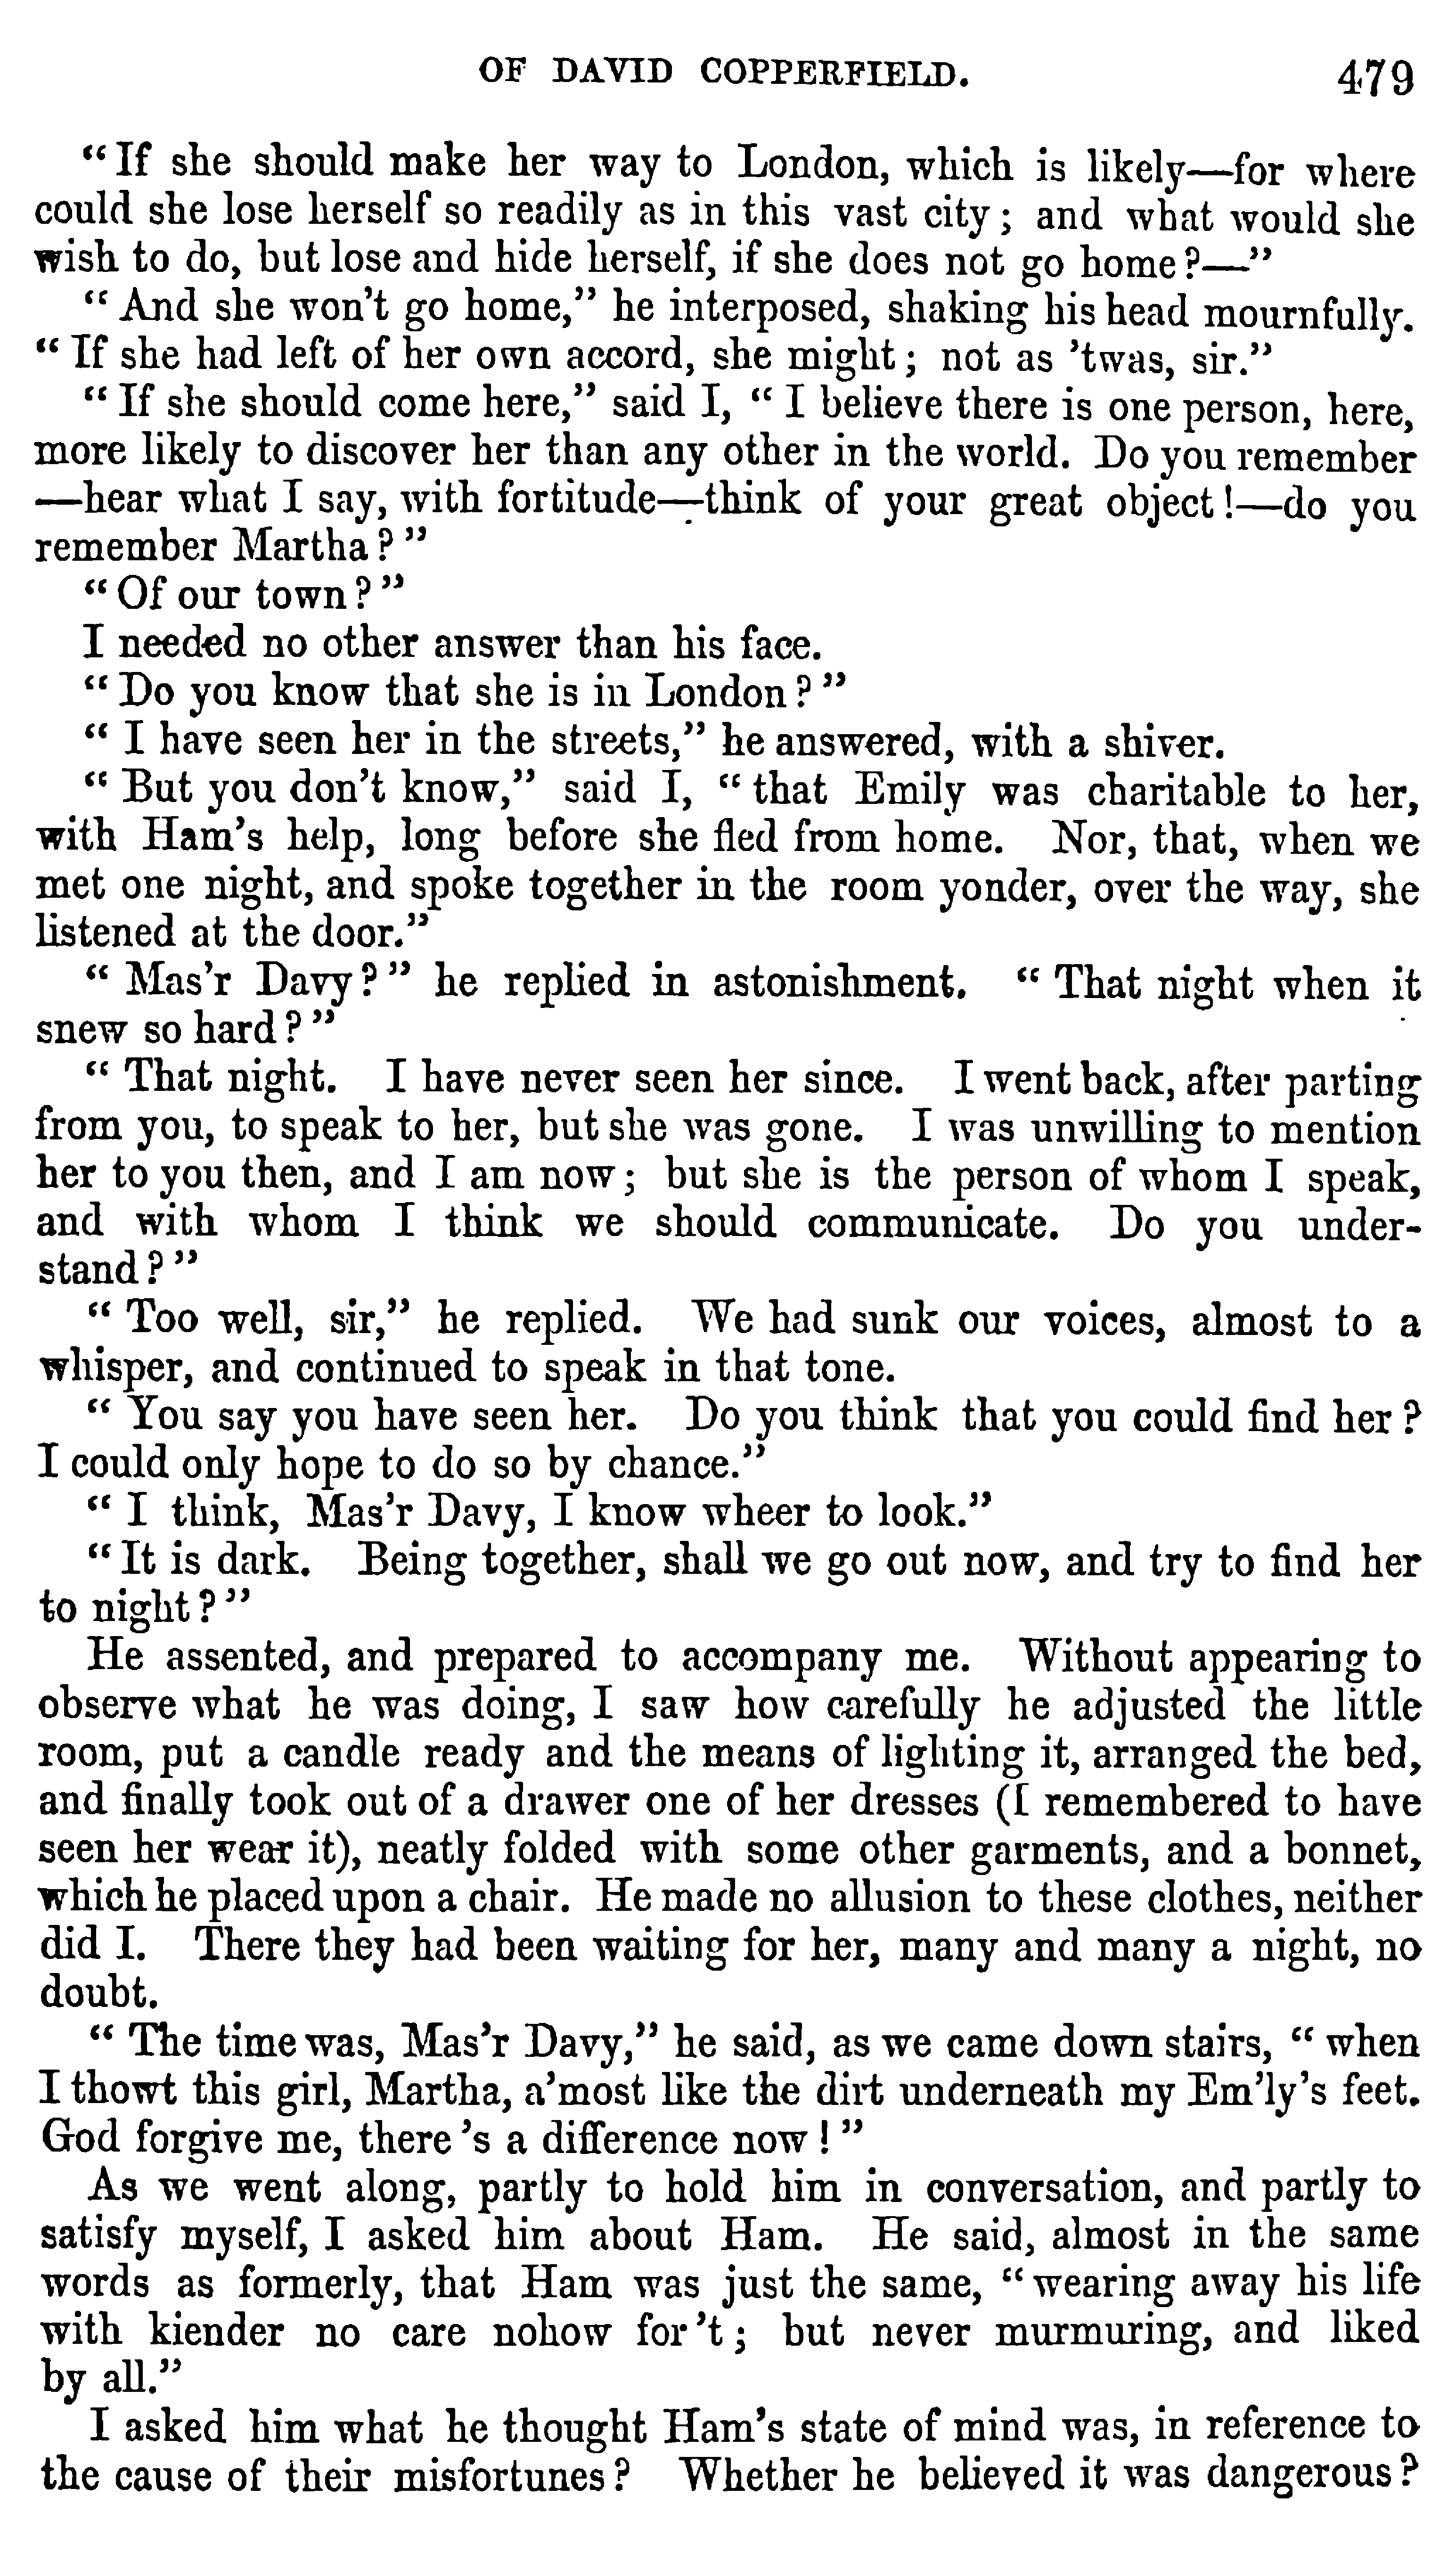 OF DAVID COPPERFIELD. 479
“If she should make her way to London, which is likely—for where
could she lose herself so readily as in this vast city; and what would she
wish to do, but lose and hide herself, if she does not go home?—”
“And she won't go home,” he interposed, shaking his head mournfully.
“If she had left of her own accord, she might; not as 'twas, sir.”
“If she should come here,” said I, “I believe there is one person, here,
more likely to discover her than any other in the world. Do you remember
—hear what I say, with fortitude—think of your great object!—do you
remember Martha?”
“Of our town?”
I needed no other answer than his face.
“Do you know that she is in London?”
“I have seen her in the streets,” he answered, with a shiver.
“But you don't know,” said I, “that Emily was charitable to her,
with Ham's help, long before she fled from home. Nor, that, when we
met one night, and spoke together in the room yonder, over the way, she
listened at the door.”
“Mas'r Davy?” he replied in astonishment. “That night when it
snew so hard?”
“That night. I have never seen her since. I went back, after parting
from you, to speak to her, but she was gone. I was unwilling to mention
her to you then, and I am now; but she is the person of whom I speak,
and with whom I think we should communicate. Do you under-
stand?”
“Too well, sir,” he replied. We had sunk our voices, almost to a
whisper, and continued to speak in that tone.
“You say you have seen her. Do you think that you could find her?
I could only hope to do so by chance.”
“I think, Mas'r Davy, I know wheer to look.”
“It is dark. Being together, shall we go out now, and try to find her
to night?”
He assented, and prepared to accompany me. Without appearing to
observe what he was doing, I saw how carefully he adjusted the little
room, put a candle ready and the means of lighting it, arranged the bed,
and finally took out of a drawer one of her dresses (I remembered to have
seen her wear it), neatly folded with some other garments, and a bonnet,
which he placed upon a chair. He made no allusion to these clothes, neither
did I. There they had been waiting for her, many and many a night, no
doubt.
“The time was, Mas'r Davy,” he said, as we came down stairs, “when
I thowt this girl, Martha, a'most like the dirt underneath my Em'ly's feet.
God forgive me, there 's a difference now!”
As we went along, partly to hold him in conversation, and partly to
satisfy myself, I asked him about Ham. He said, almost in the same
words as formerly, that Ham was just the same, “wearing away his life
with kiender no care nohow for 't; but never murmuring, and liked
by all.”
I asked him what he thought Ham's state of mind was, in reference to
the cause of their misfortunes? Whether he believed it was dangerous?